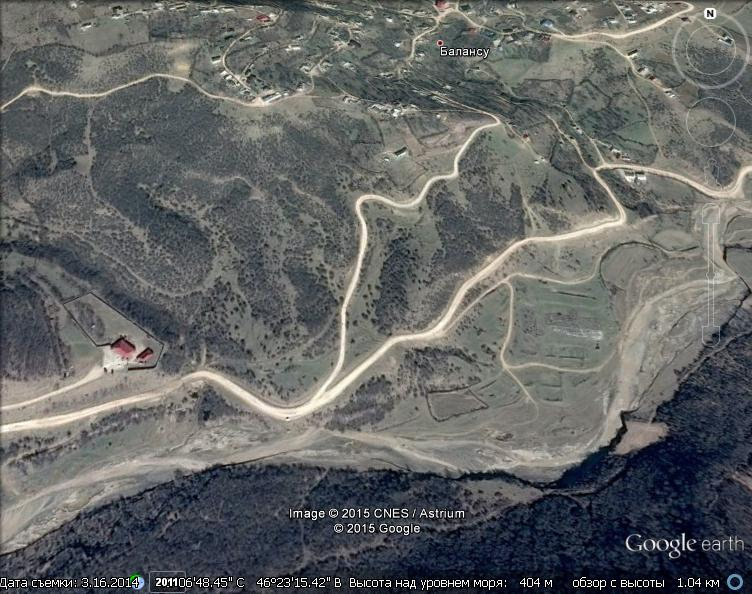 N
Балансу
Image © 2015 CNES / Astrium
© 2015 Google
Google earth
Дата съемки: 3.16.2014 2011 06'48.45" С 46°23'15.42" В Высота над уровнем моря: 404 м обзор с высоты 1.04 км